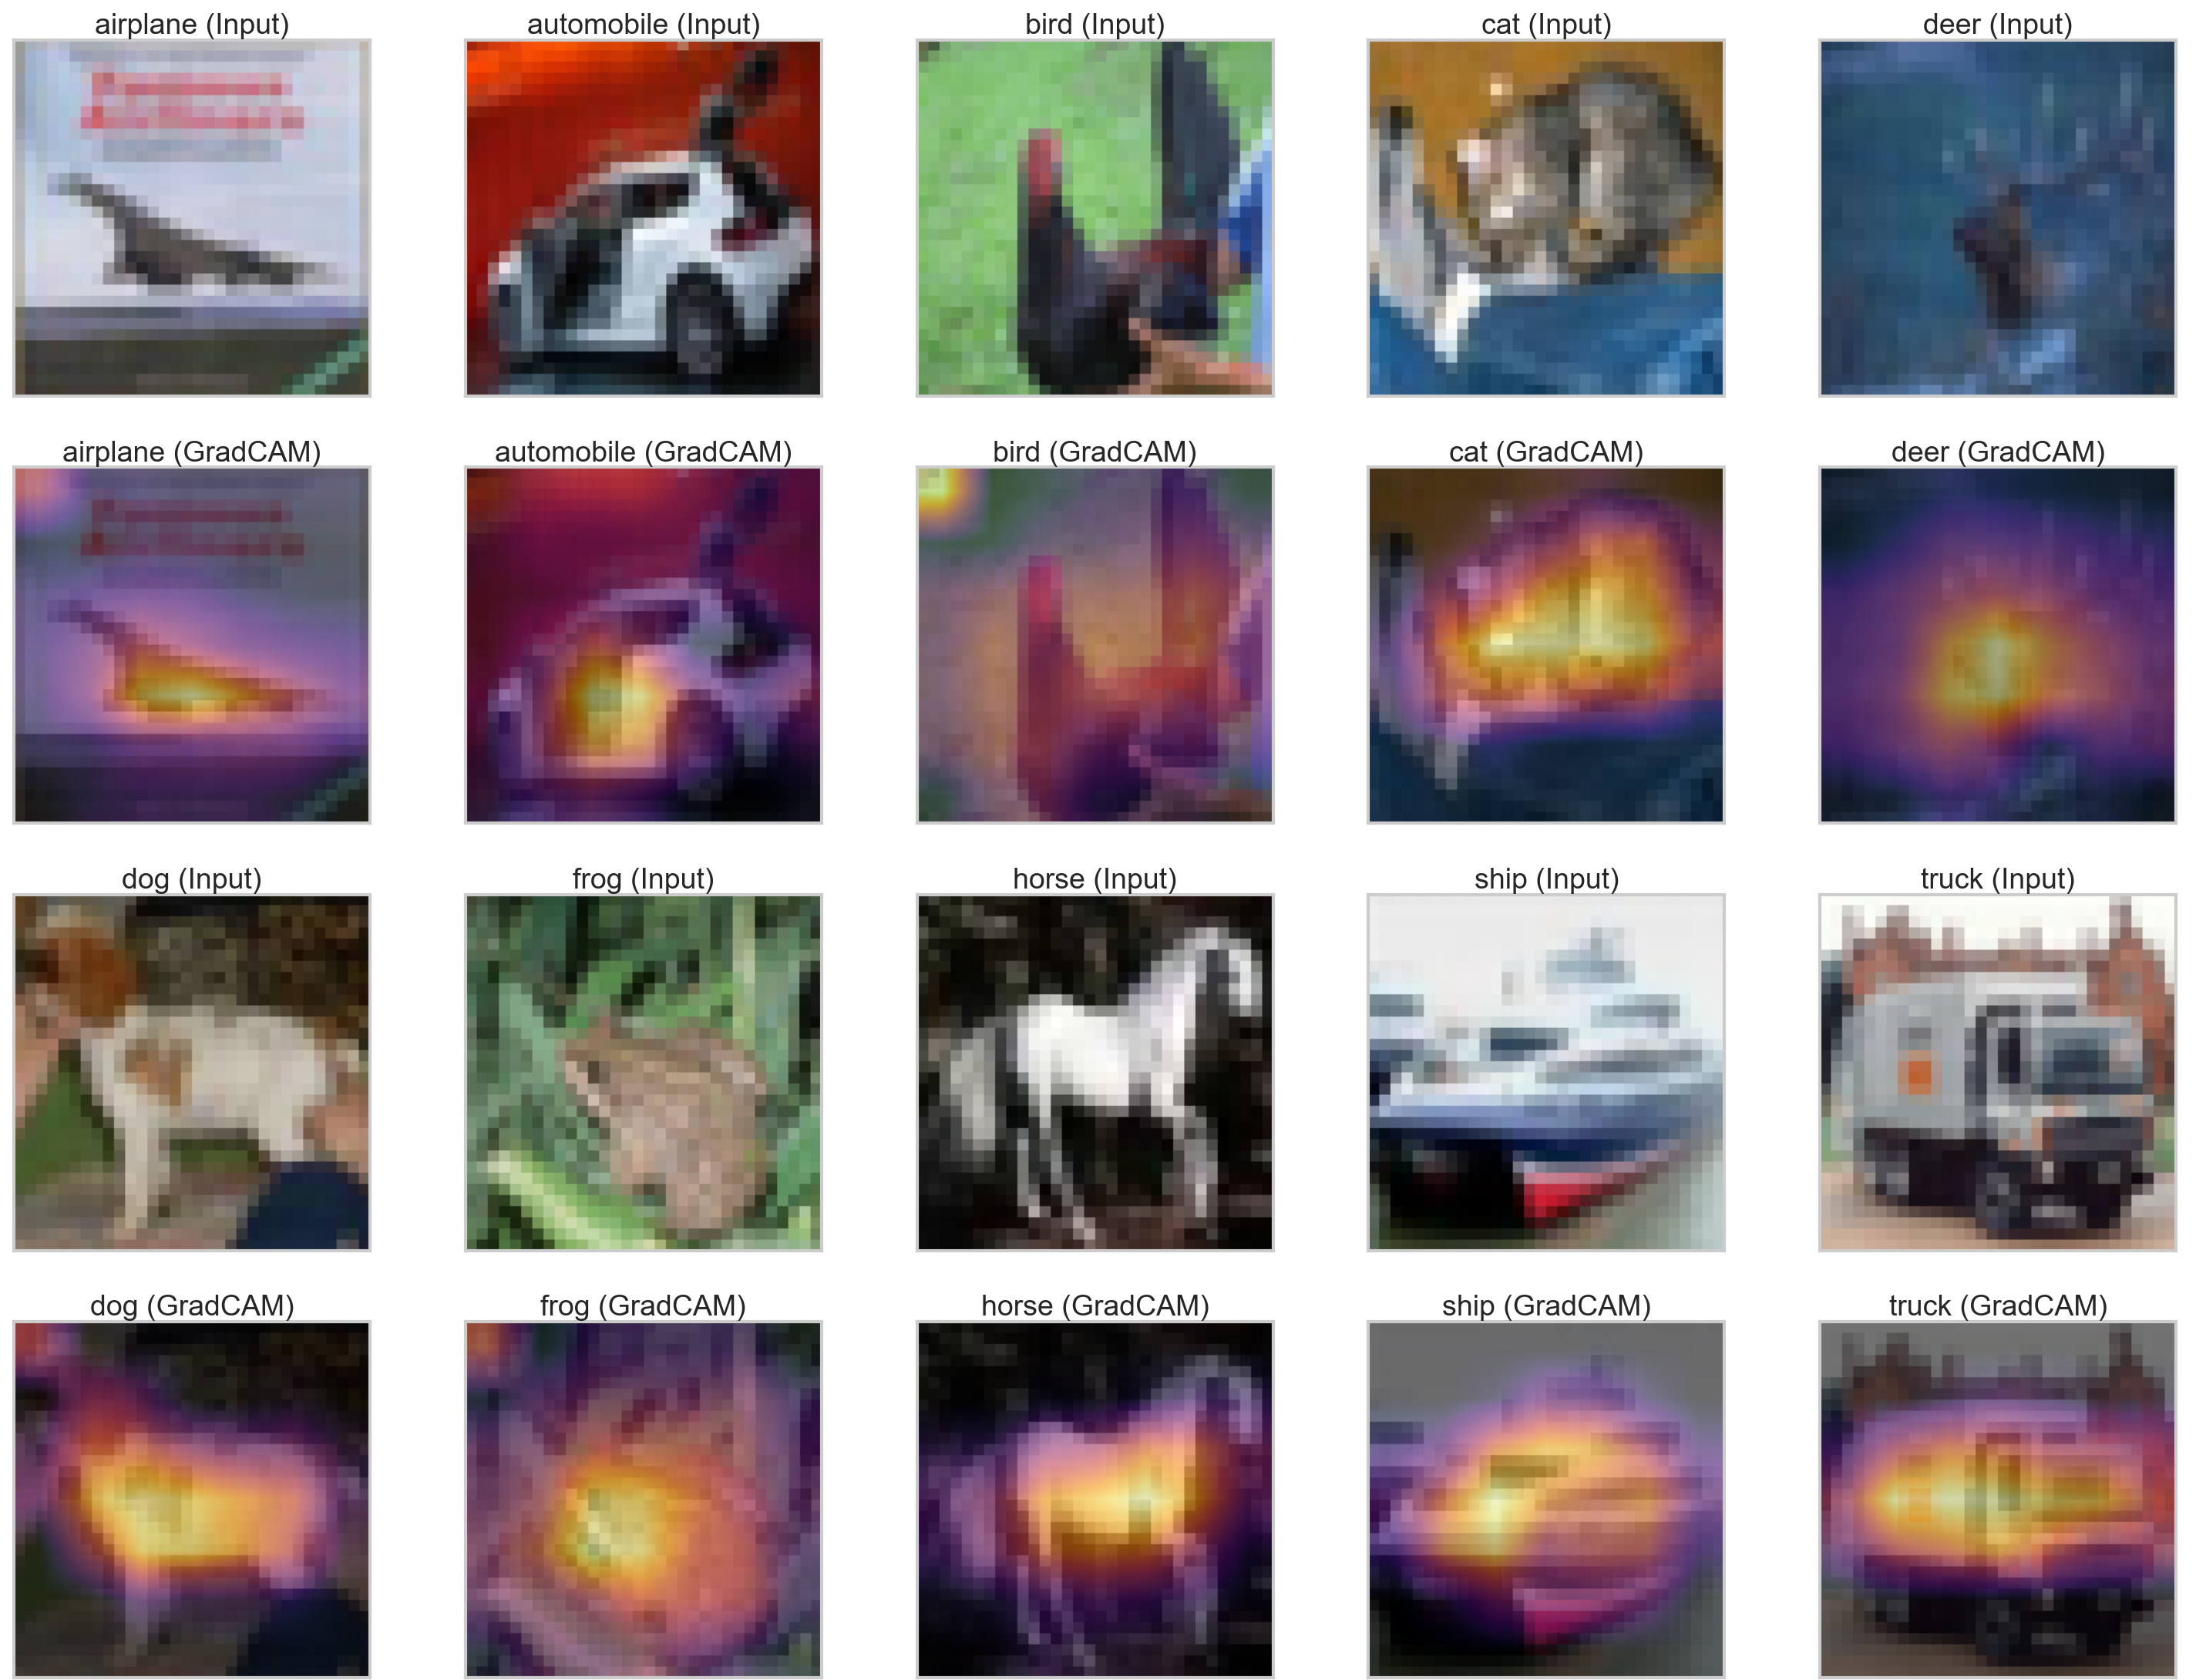 airplane (Input)
automobile (Input)
bird (Input)
cat (Input)
deer (Input)
airplane (GradCAM)
automobile (GradCAM)
bird (GradCAM)
cat (GradCAM)
deer (GradCAM)
dog (Input)
frog (Input)
horse (Input)
ship (Input)
truck (Input)
dog (GradCAM)
frog (GradCAM)
horse (GradCAM)
ship (GradCAM)
truck (GradCAM)